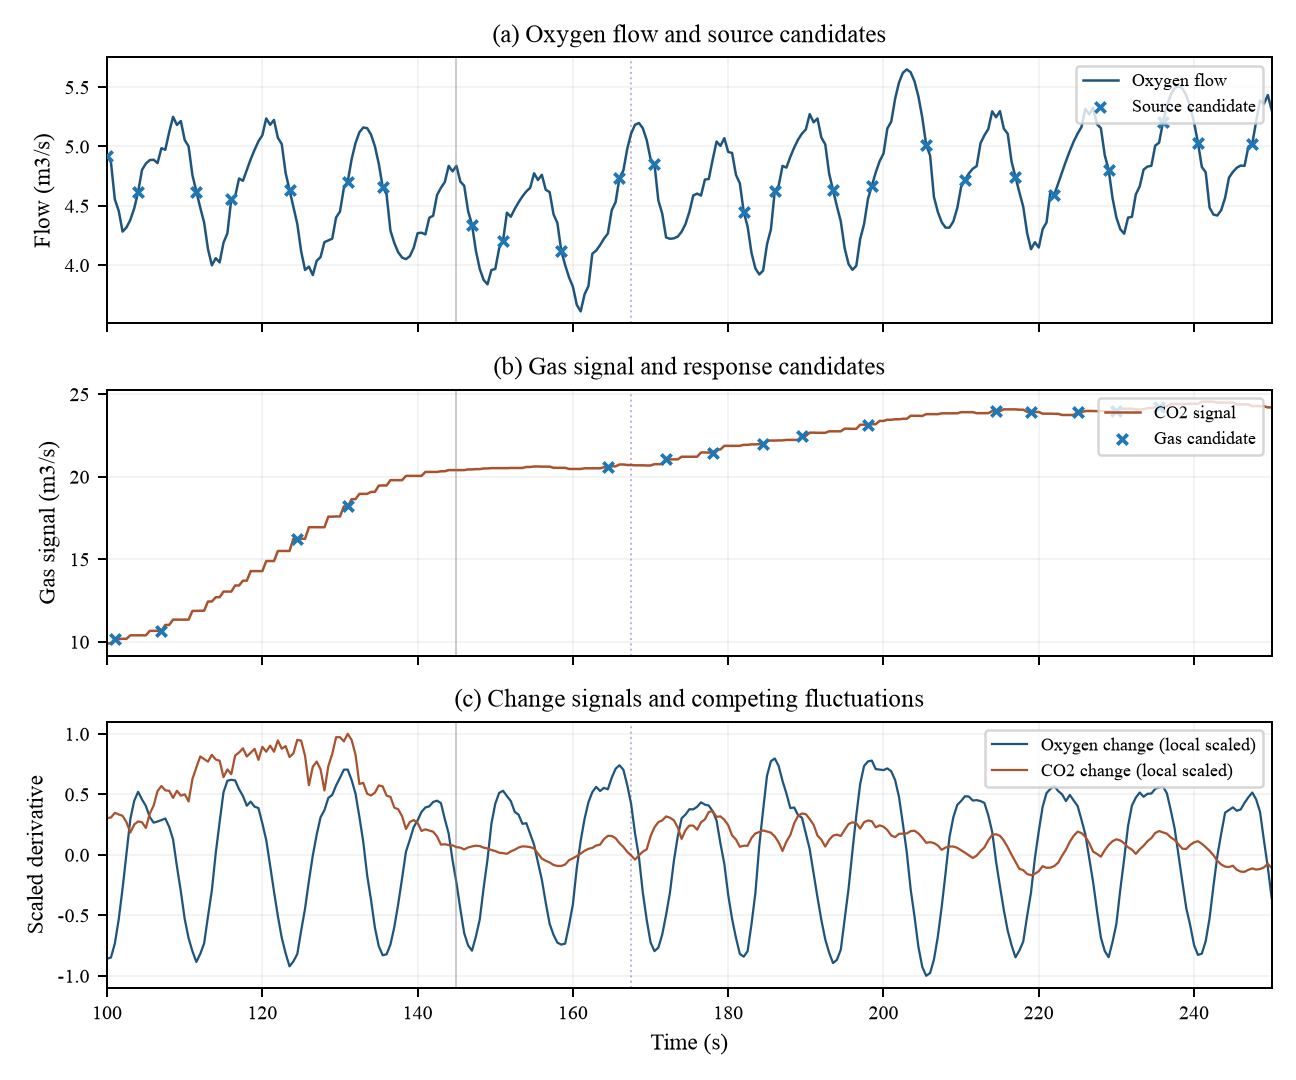 (a) Oxygen flow and source candidates
Flow (m3/s)
5.5
5.0
4.5
4.0
Oxygen flow
Source candidate
(b) Gas signal and response candidates
Gas signal (m3/s)
25
20
15
10
CO2 signal
Gas candidate
(c) Change signals and competing fluctuations
Scaled derivative
1.0
0.5
0.0
-0.5
-1.0
Oxygen change (local scaled)
CO2 change (local scaled)
100 120 140 160 180 200 220 240
Time (s)